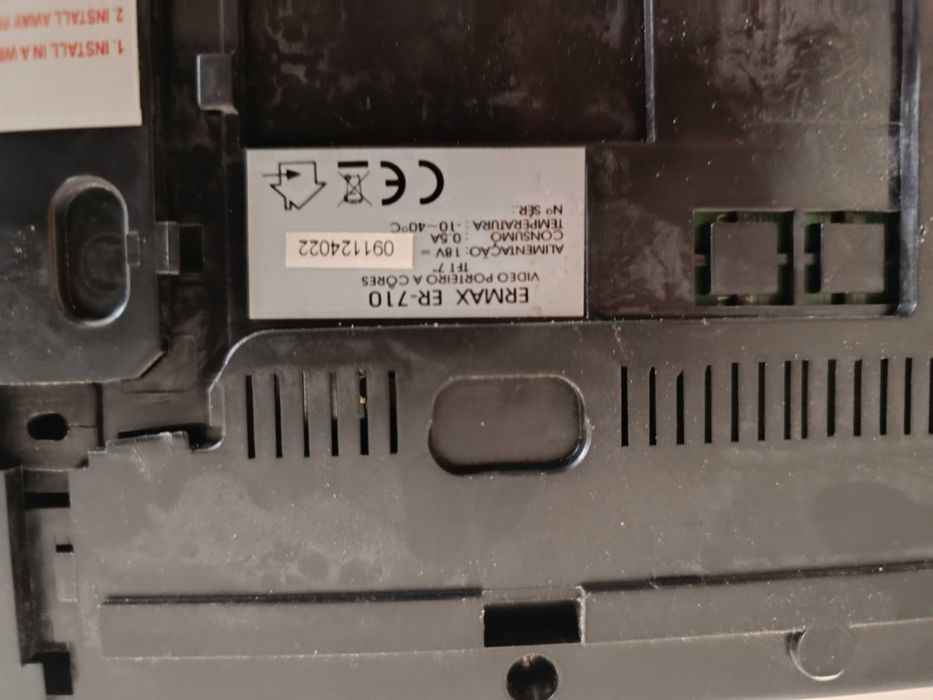 ERMAX ER-710
VIDEO PORTEIRO A CÔRES
TFT 7"
ALIMENTAÇÃO: 18V
CONSUMO : 0.5A
TEMPERATURA: -10~40°C
Nº SÉR.:
091124022
CE
1. INSTALL IN A
2. INSTALL AWAY